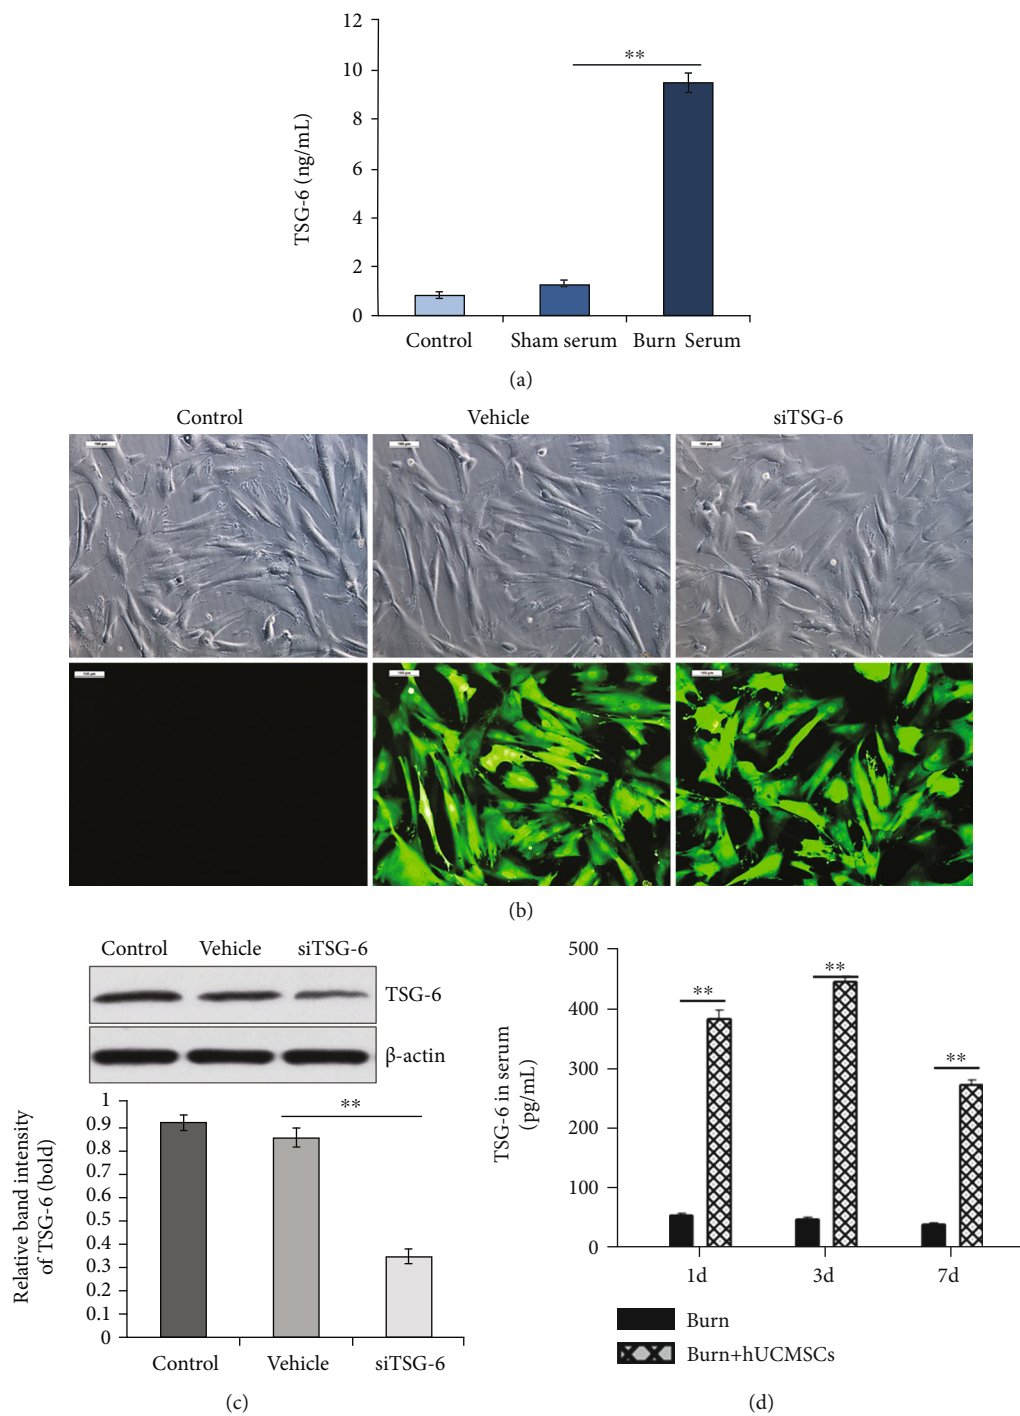 12
10
8
6
4
2
0
TSG-6 (ng/mL)
**
Control Sham serum Burn Serum
(a)
Control Vehicle siTSG-6
100 μm
(b)
Control Vehicle siTSG-6
TSG-6
β-actin
1
0.9
0.8
0.7
0.6
0.5
0.4
0.3
0.2
0.1
0
Relative band intensity
of TSG-6 (bold)
**
Control Vehicle siTSG-6
(c)
500
400
300
200
100
0
TSG-6 in serum
(pg/mL)
** ** **
1d 3d 7d
Burn
Burn+hUCMSCs
(d)